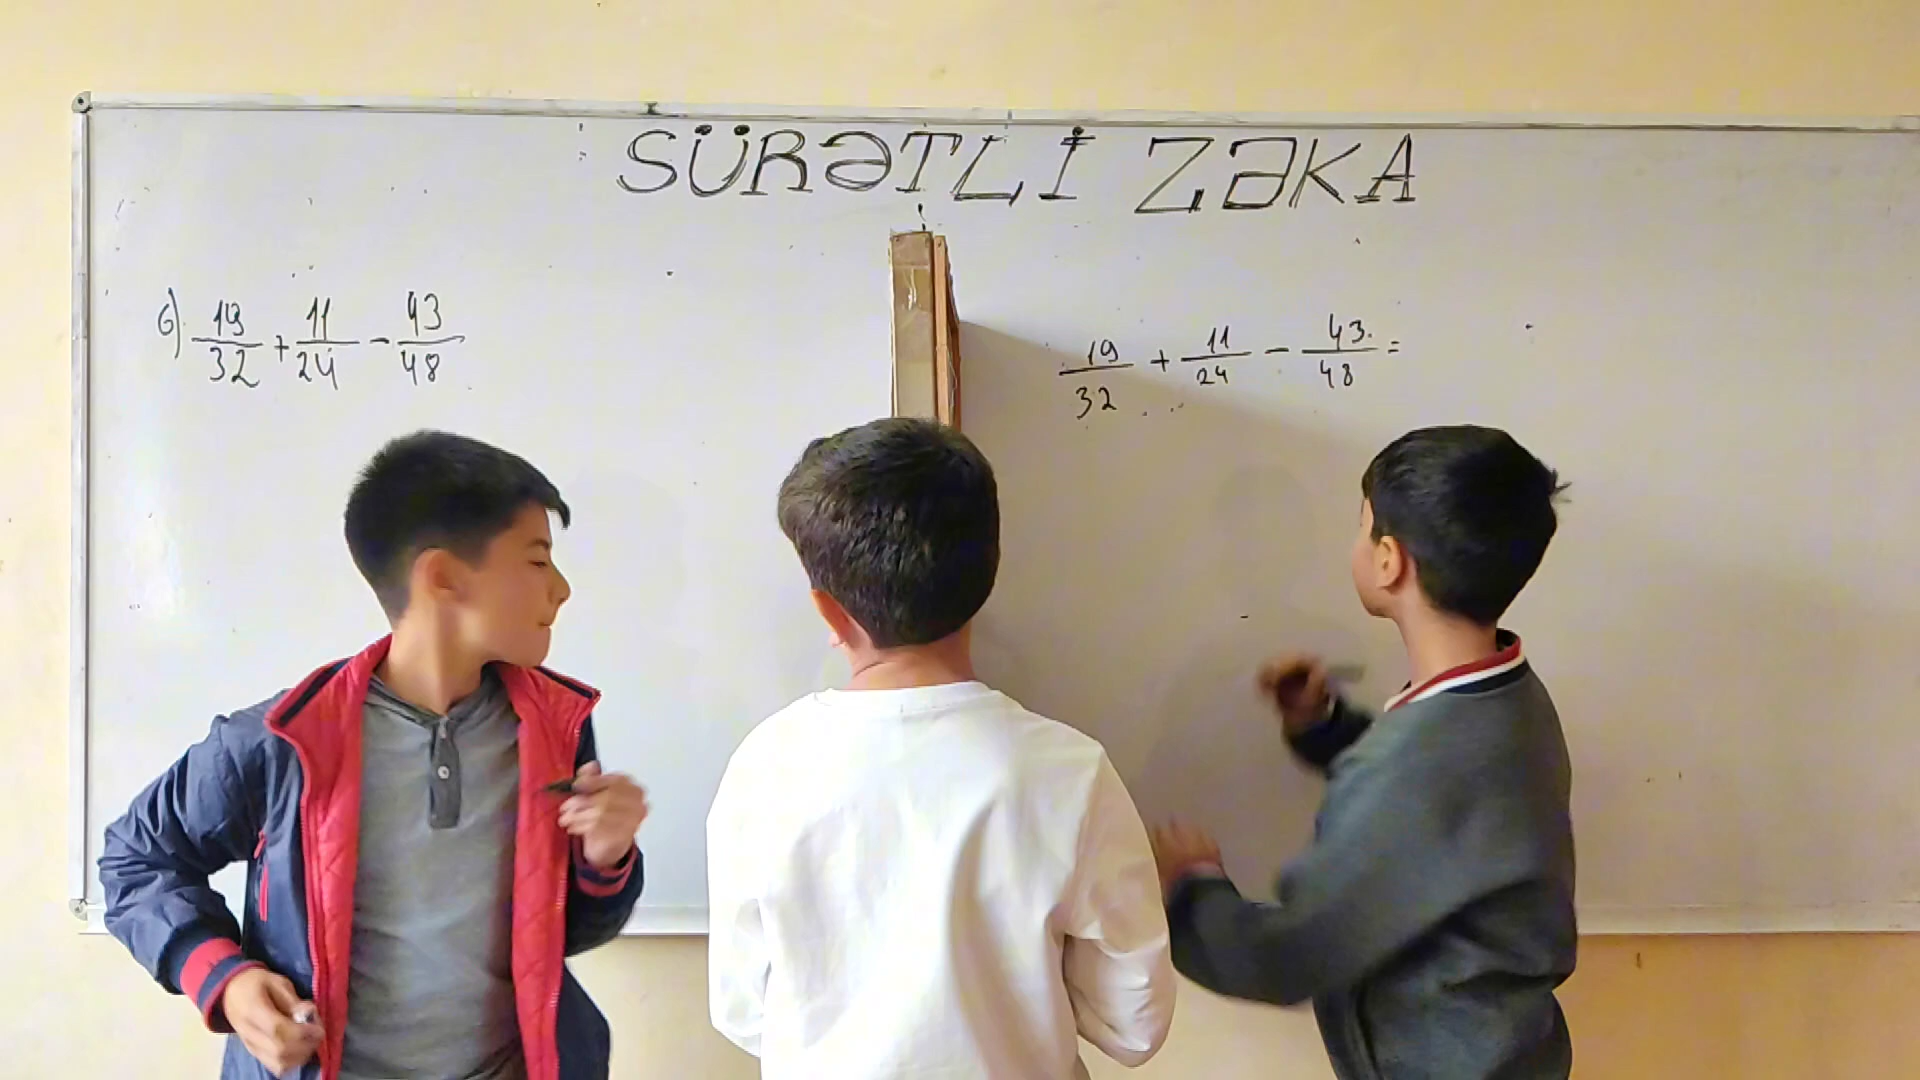 SÜRƏTLİ ZƏKA
6) 19/32 + 11/24 - 43/48
19/32 + 11/24 - 43/48 =